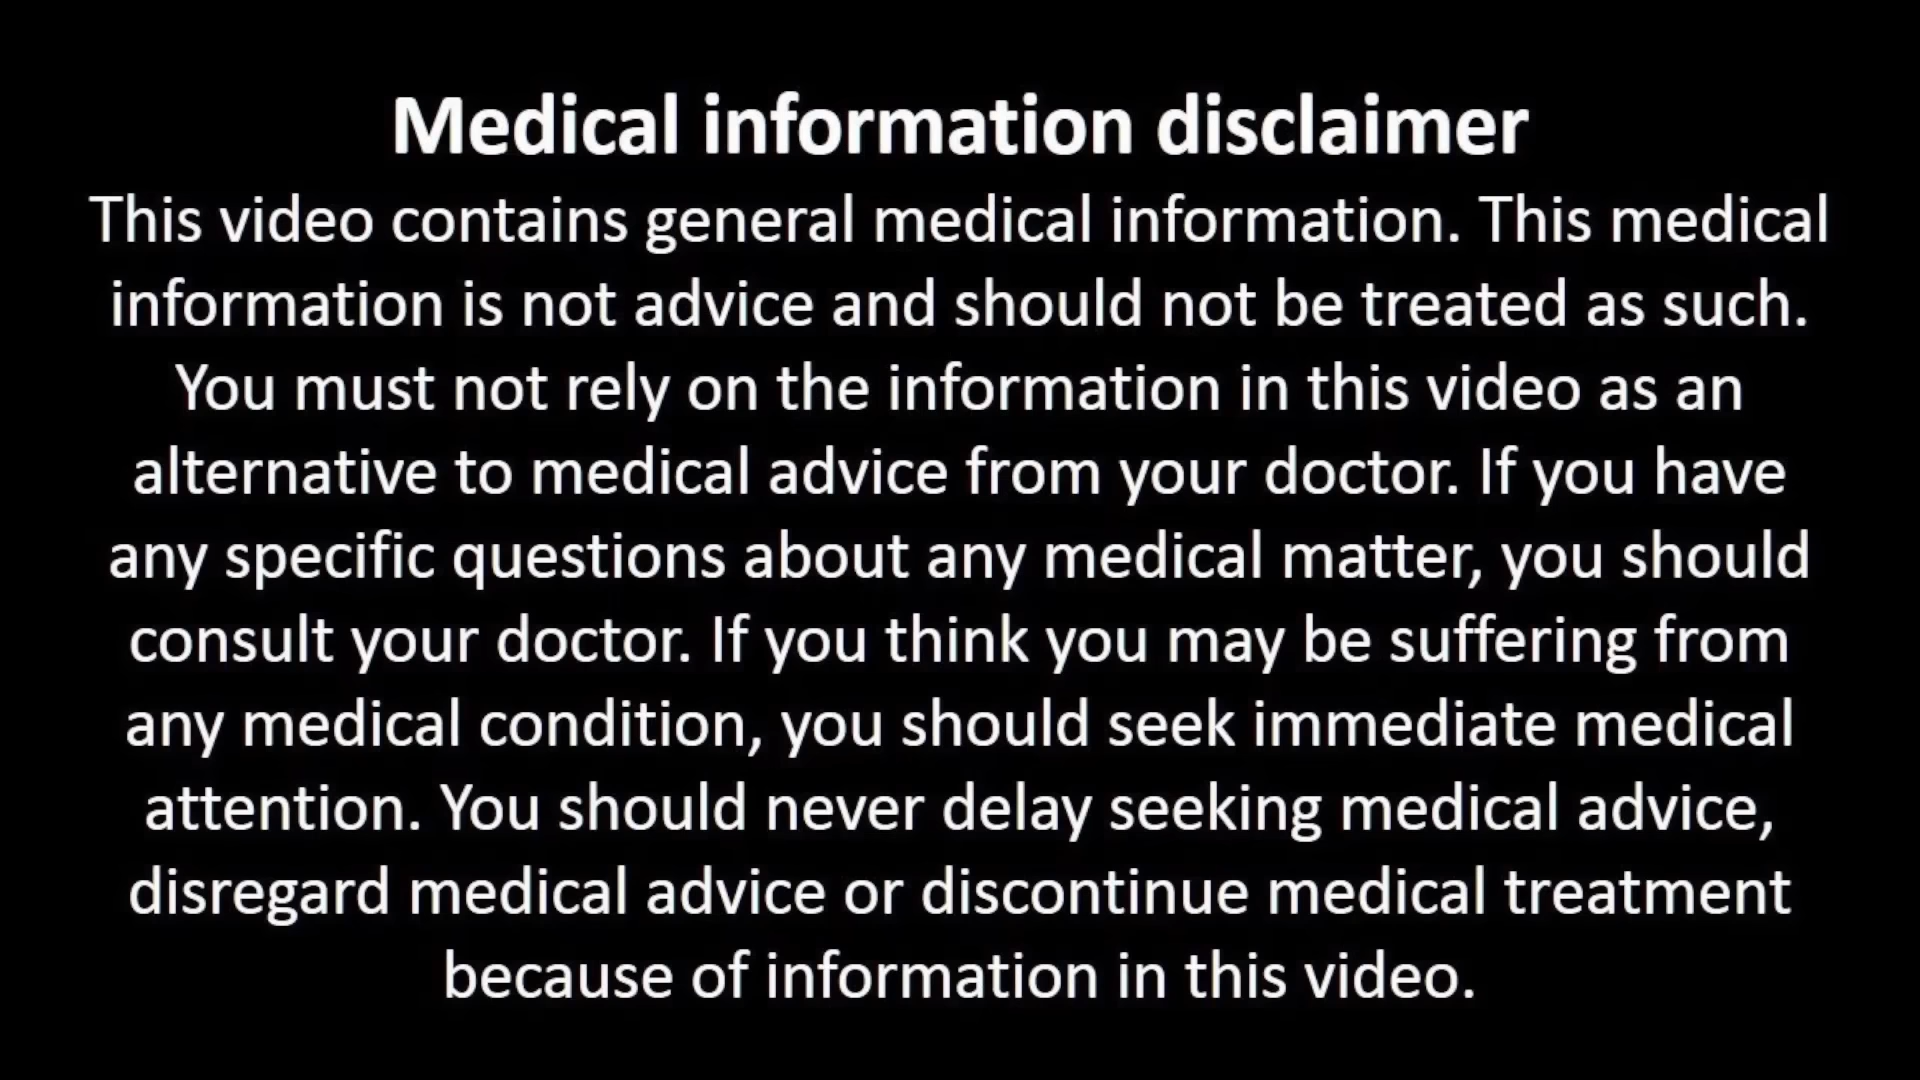 Medical information disclaimer
This video contains general medical information. This medical
information is not advice and should not be treated as such.
You must not rely on the information in this video as an
alternative to medical advice from your doctor. If you have
any specific questions about any medical matter, you should
consult your doctor. If you think you may be suffering from
any medical condition, you should seek immediate medical
attention. You should never delay seeking medical advice,
disregard medical advice or discontinue medical treatment
because of information in this video.